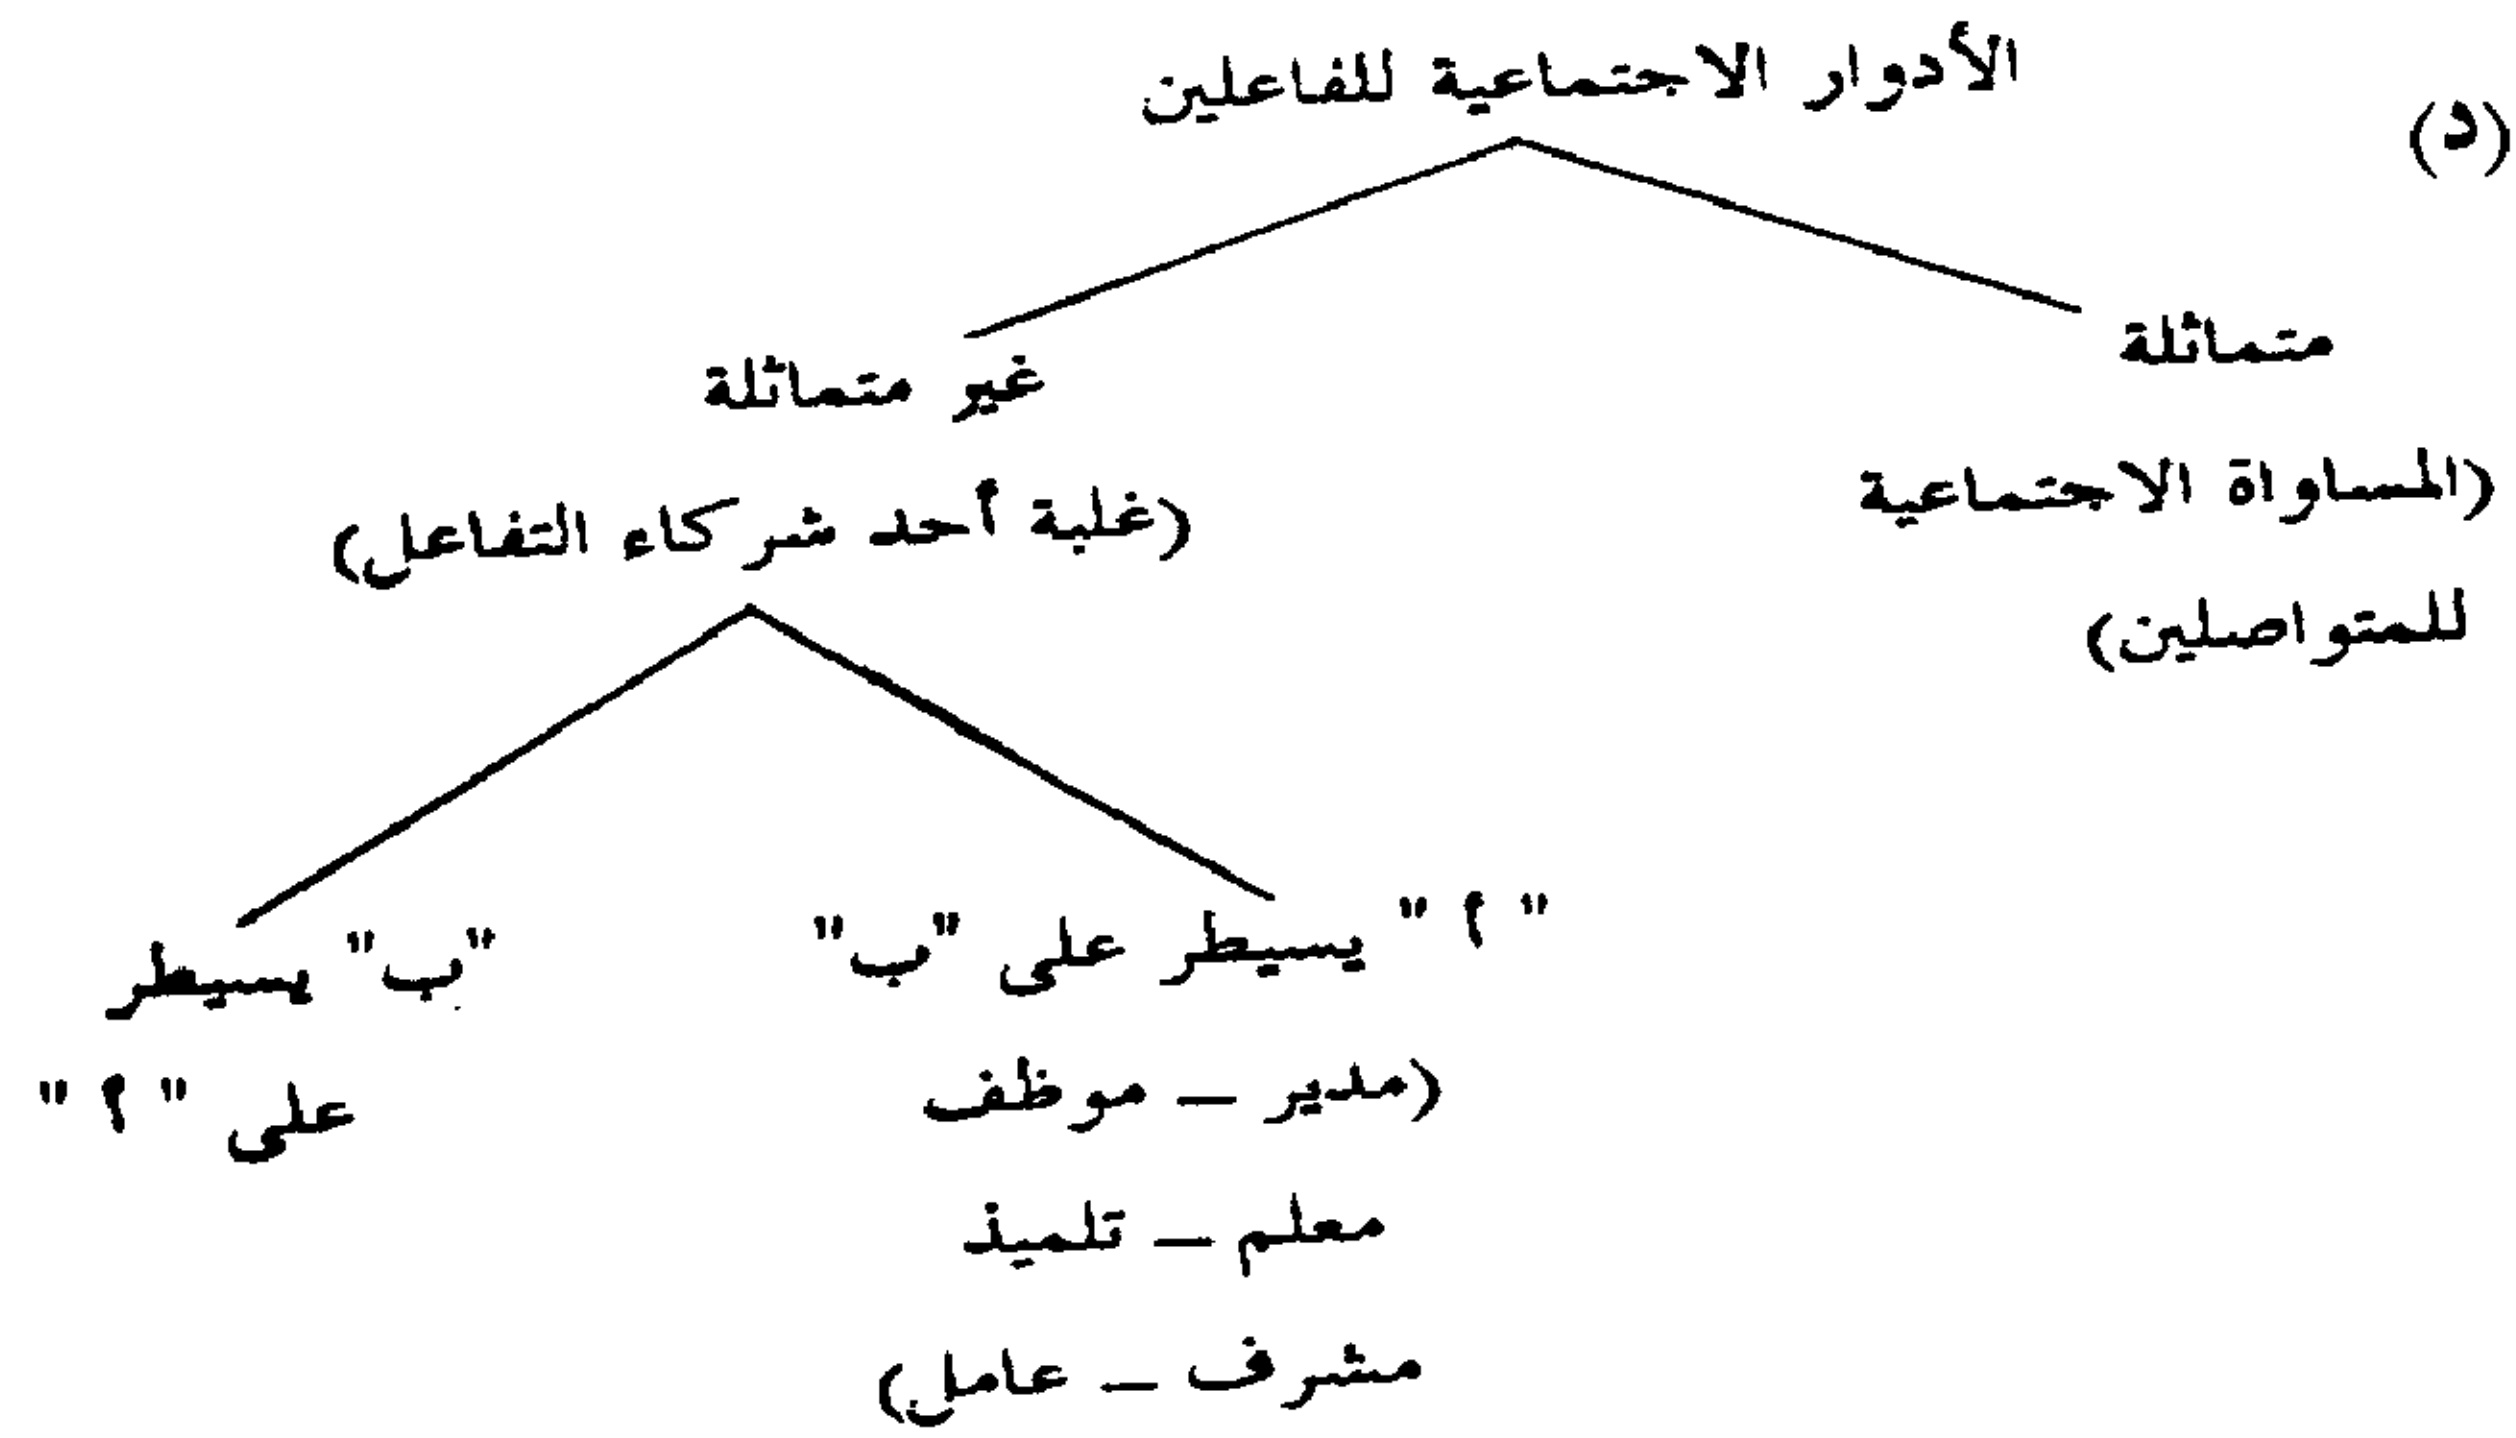 (د)
الأدوار الاجتماعية للفاعلين
متماثلة
غير متماثلة
(المساواة الاجتماعية
للمتواصلين)
(غلبة أحد شركاء التفاعل)
" أ " يسيطر على "ب"
(مدير – موظف
معلم – تلميذ
مشرف – عامل)
"ب" يسيطر
على " أ "